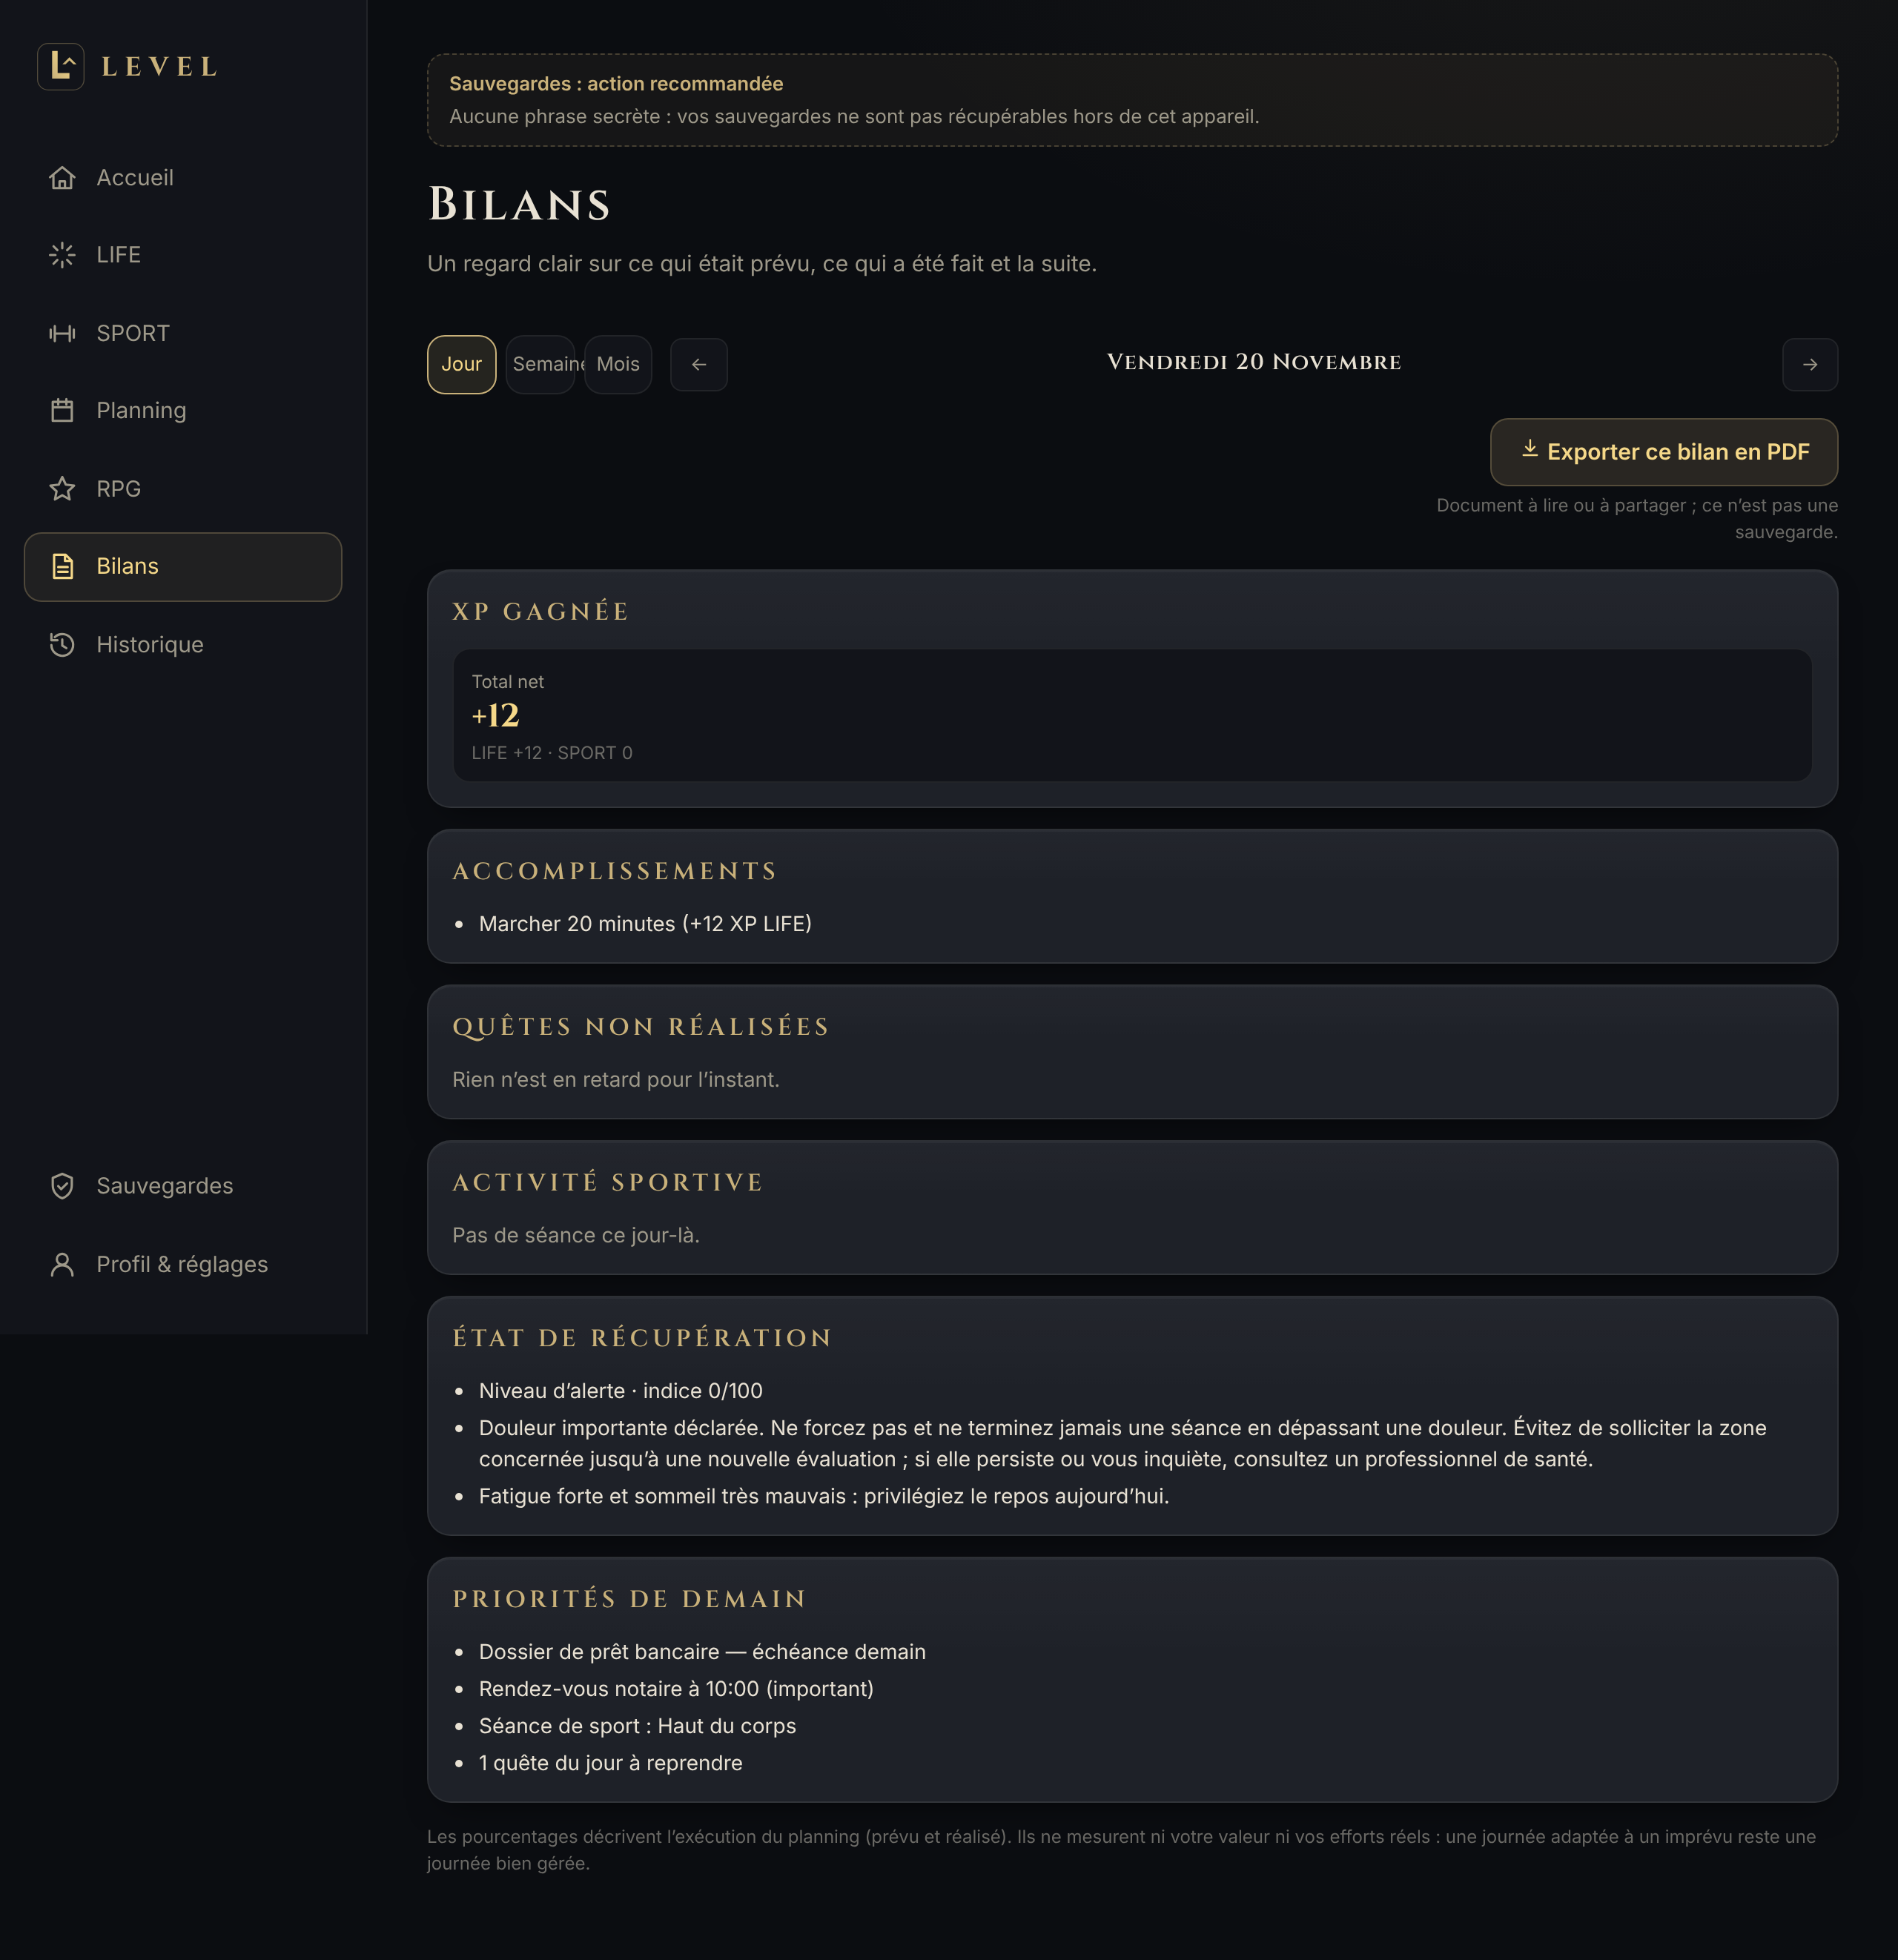 LEVEL
Accueil
LIFE
SPORT
Planning
RPG
Bilans
Historique
Sauvegardes
Profil & réglages
Sauvegardes : action recommandée
Aucune phrase secrète : vos sauvegardes ne sont pas récupérables hors de cet appareil.
Bilans
Un regard clair sur ce qui était prévu, ce qui a été fait et la suite.
Jour Semaine Mois ← Vendredi 20 Novembre →
Exporter ce bilan en PDF
Document à lire ou à partager ; ce n’est pas une
sauvegarde.
XP GAGNÉE
Total net
+12
LIFE +12 · SPORT 0
ACCOMPLISSEMENTS
• Marcher 20 minutes (+12 XP LIFE)
QUÊTES NON RÉALISÉES
Rien n’est en retard pour l’instant.
ACTIVITÉ SPORTIVE
Pas de séance ce jour-là.
ÉTAT DE RÉCUPÉRATION
• Niveau d’alerte · indice 0/100
• Douleur importante déclarée. Ne forcez pas et ne terminez jamais une séance en dépassant une douleur. Évitez de solliciter la zone
concernée jusqu’à une nouvelle évaluation ; si elle persiste ou vous inquiète, consultez un professionnel de santé.
• Fatigue forte et sommeil très mauvais : privilégiez le repos aujourd’hui.
PRIORITÉS DE DEMAIN
• Dossier de prêt bancaire — échéance demain
• Rendez-vous notaire à 10:00 (important)
• Séance de sport : Haut du corps
• 1 quête du jour à reprendre
Les pourcentages décrivent l’exécution du planning (prévu et réalisé). Ils ne mesurent ni votre valeur ni vos efforts réels : une journée adaptée à un imprévu reste une
journée bien gérée.